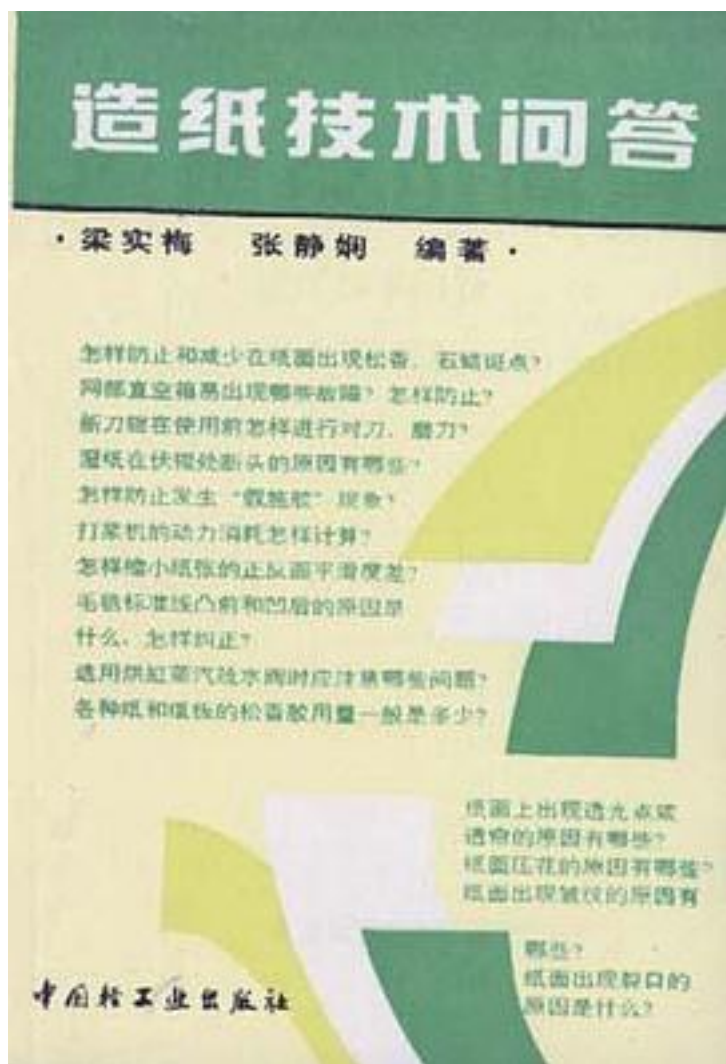 造纸技术问答
·梁实梅 张静娴 编著·
怎样防止和减少在纸面出现松香、石蜡斑点?
网部真空箱易出现哪些故障?怎样防止?
新刀辊在使用前怎样进行对刀、磨刀?
湿纸在伏辊处断头的原因有哪些?
怎样防止发生“假施胶”现象?
打浆机的动力消耗怎样计算?
怎样缩小纸张的正反面平滑度差?
毛毯标准线凸前和凹后的原因是
什么,怎样纠正?
选用烘缸蒸汽疏水阀时应注意哪些问题?
各种纸和纸板的松香胶用量一般是多少?
纸面上出现透光点或
透帘的原因有哪些?
纸面压花的原因有哪些?
纸面出现皱纹的原因有
哪些?
纸面出现裂口的
原因是什么?
中国轻工业出版社